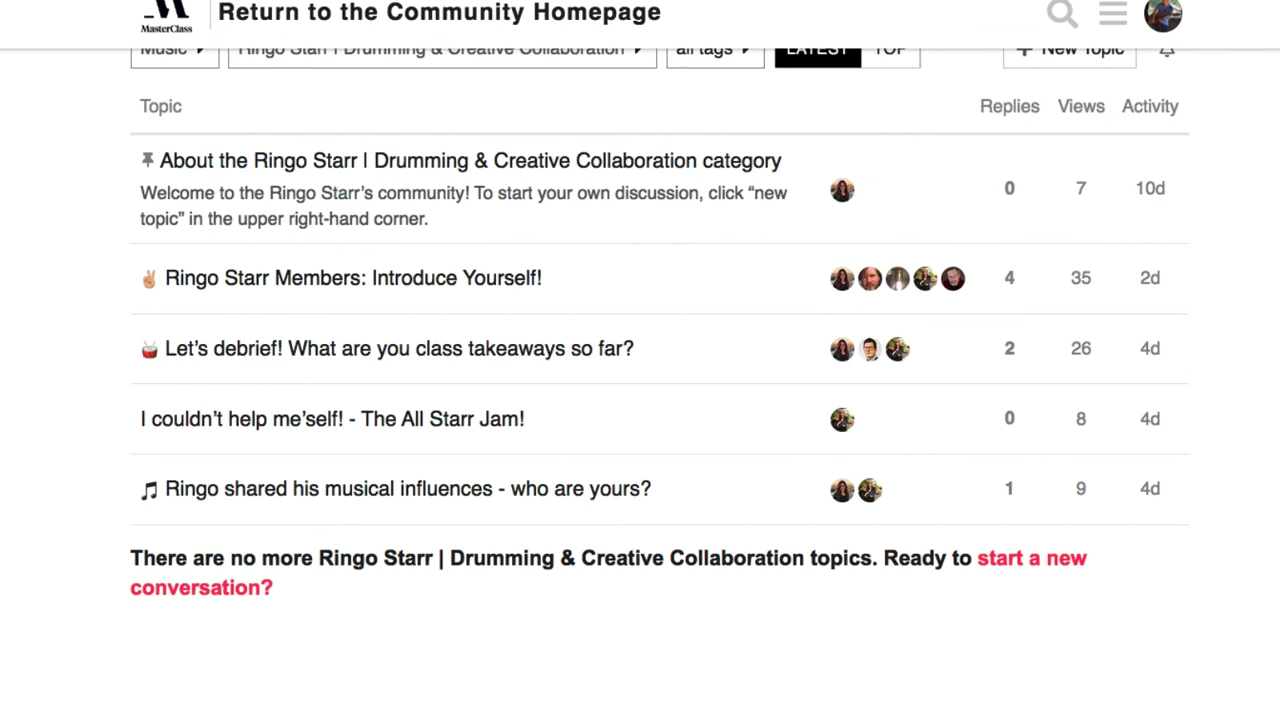 MasterClass
Return to the Community Homepage
Music
Ringo Starr | Drumming & Creative Collaboration
all tags
LATEST
TOP
+ New Topic
Topic Replies Views Activity
About the Ringo Starr | Drumming & Creative Collaboration category
Welcome to the Ringo Starr’s community! To start your own discussion, click “new
topic” in the upper right-hand corner.
0 7 10d
Ringo Starr Members: Introduce Yourself! 4 35 2d
Let’s debrief! What are you class takeaways so far? 2 26 4d
I couldn’t help me’self! - The All Starr Jam! 0 8 4d
Ringo shared his musical influences - who are yours? 1 9 4d
There are no more Ringo Starr | Drumming & Creative Collaboration topics. Ready to start a new
conversation?